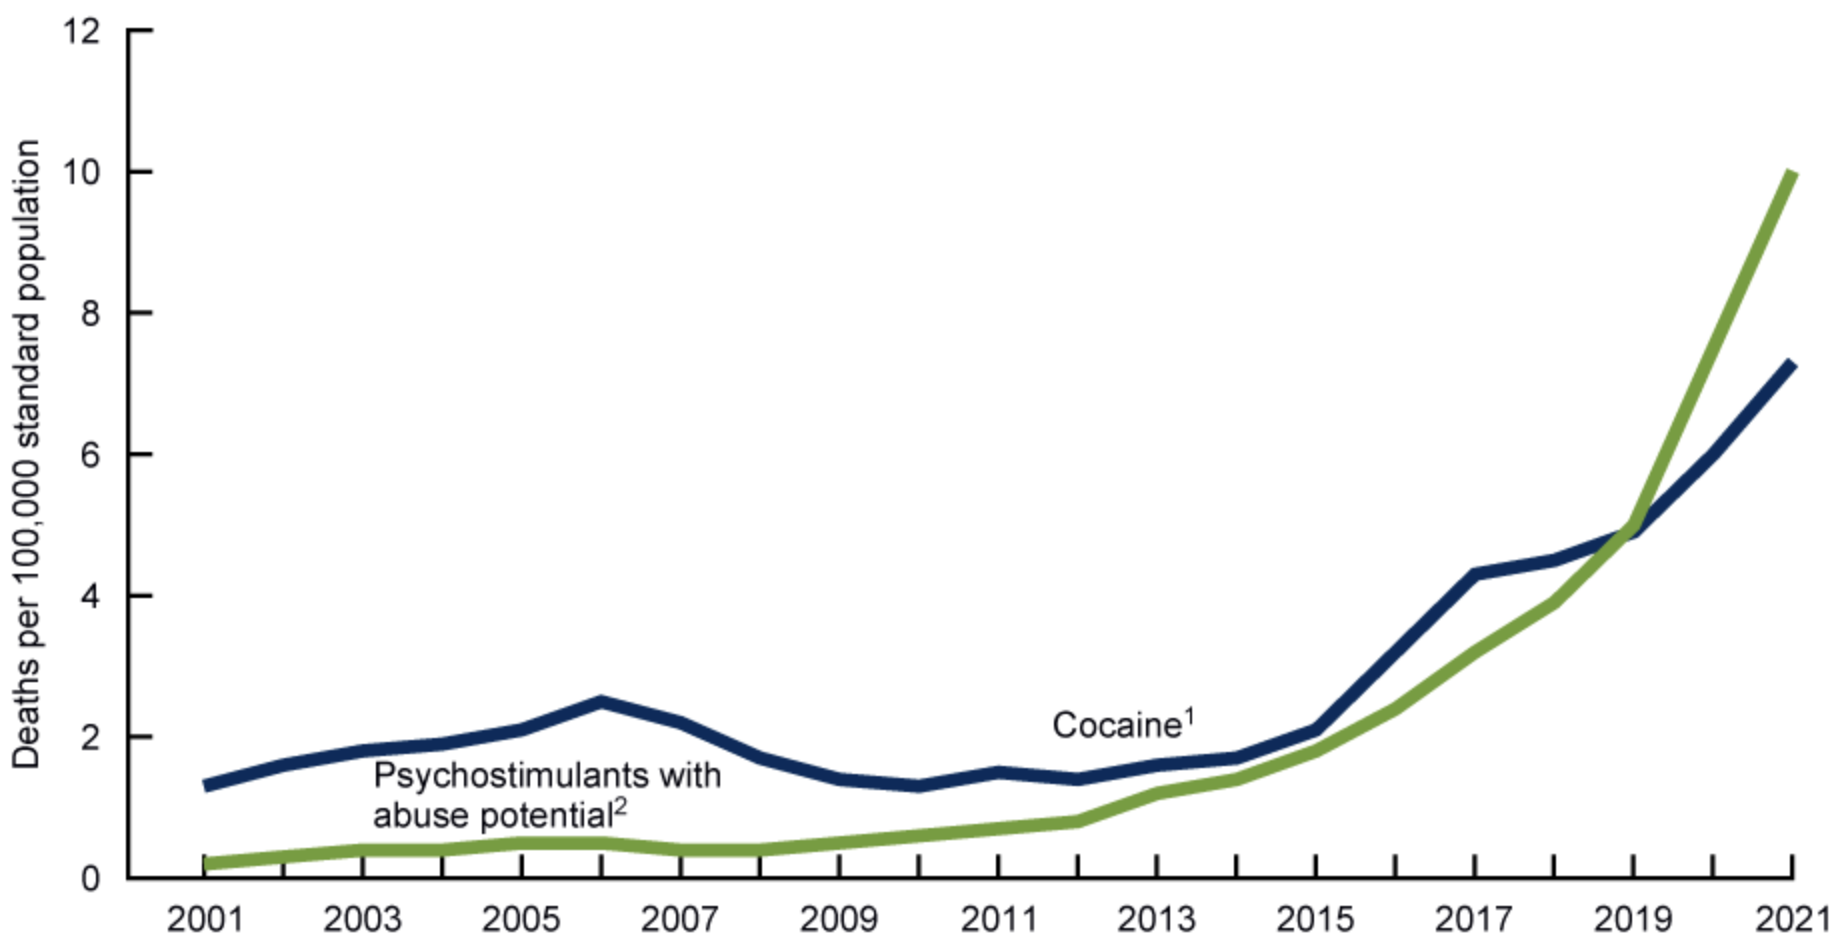 Deaths per 100,000 standard population
12
10
8
6
4
2
0
Cocaine¹
Psychostimulants with
abuse potential²
2001 2003 2005 2007 2009 2011 2013 2015 2017 2019 2021